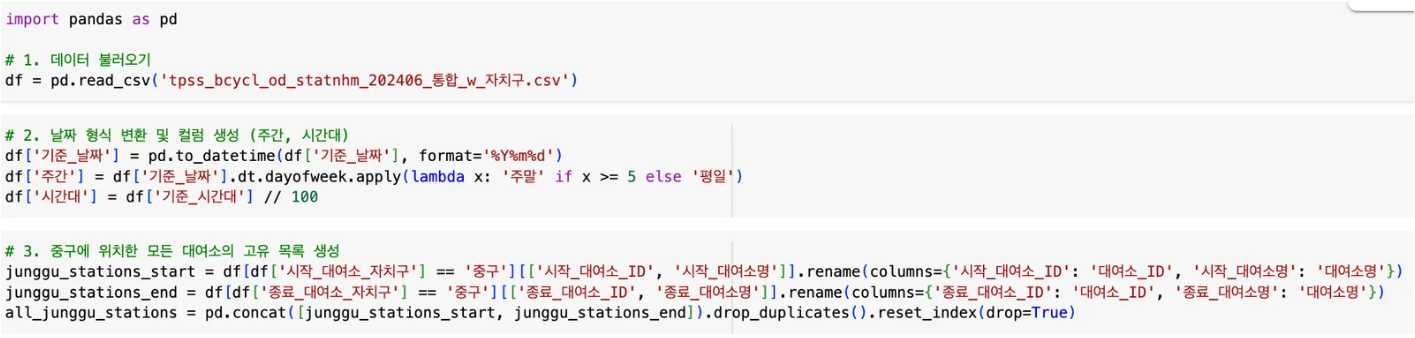 import pandas as pd
# 1. 데이터 불러오기
df = pd.read_csv('tpss_bcycl_od_statnhm_202406_통합_w_자치구.csv')
# 2. 날짜 형식 변환 및 컬럼 생성 (주간, 시간대)
df['기준_날짜'] = pd.to_datetime(df['기준_날짜'], format='%Y%m%d')
df['주간'] = df['기준_날짜'].dt.dayofweek.apply(lambda x: '주말' if x >= 5 else '평일')
df['시간대'] = df['기준_시간대'] // 100
# 3. 중구에 위치한 모든 대여소의 고유 목록 생성
junggu_stations_start = df[df['시작_대여소_자치구'] == '중구'][['시작_대여소_ID', '시작_대여소명']].rename(columns={'시작_대여소_ID': '대여소_ID', '시작_대여소명': '대여소명'})
junggu_stations_end = df[df['종료_대여소_자치구'] == '중구'][['종료_대여소_ID', '종료_대여소명']].rename(columns={'종료_대여소_ID': '대여소_ID', '종료_대여소명': '대여소명'})
all_junggu_stations = pd.concat([junggu_stations_start, junggu_stations_end]).drop_duplicates().reset_index(drop=True)